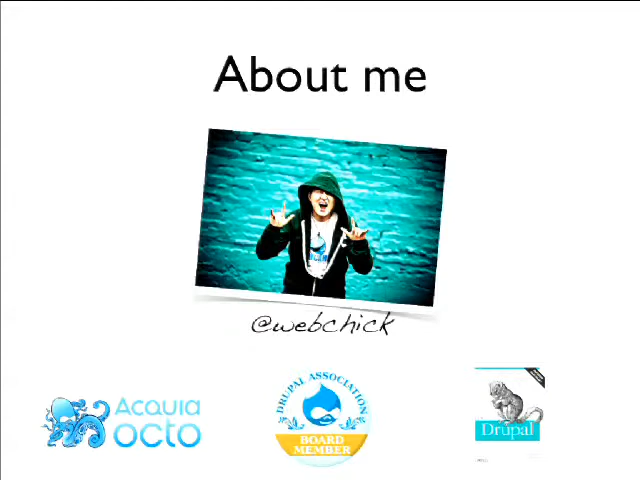 About me
@webchick
Acquia
octo
DRUPAL ASSOCIATION
BOARD
MEMBER
Drupal